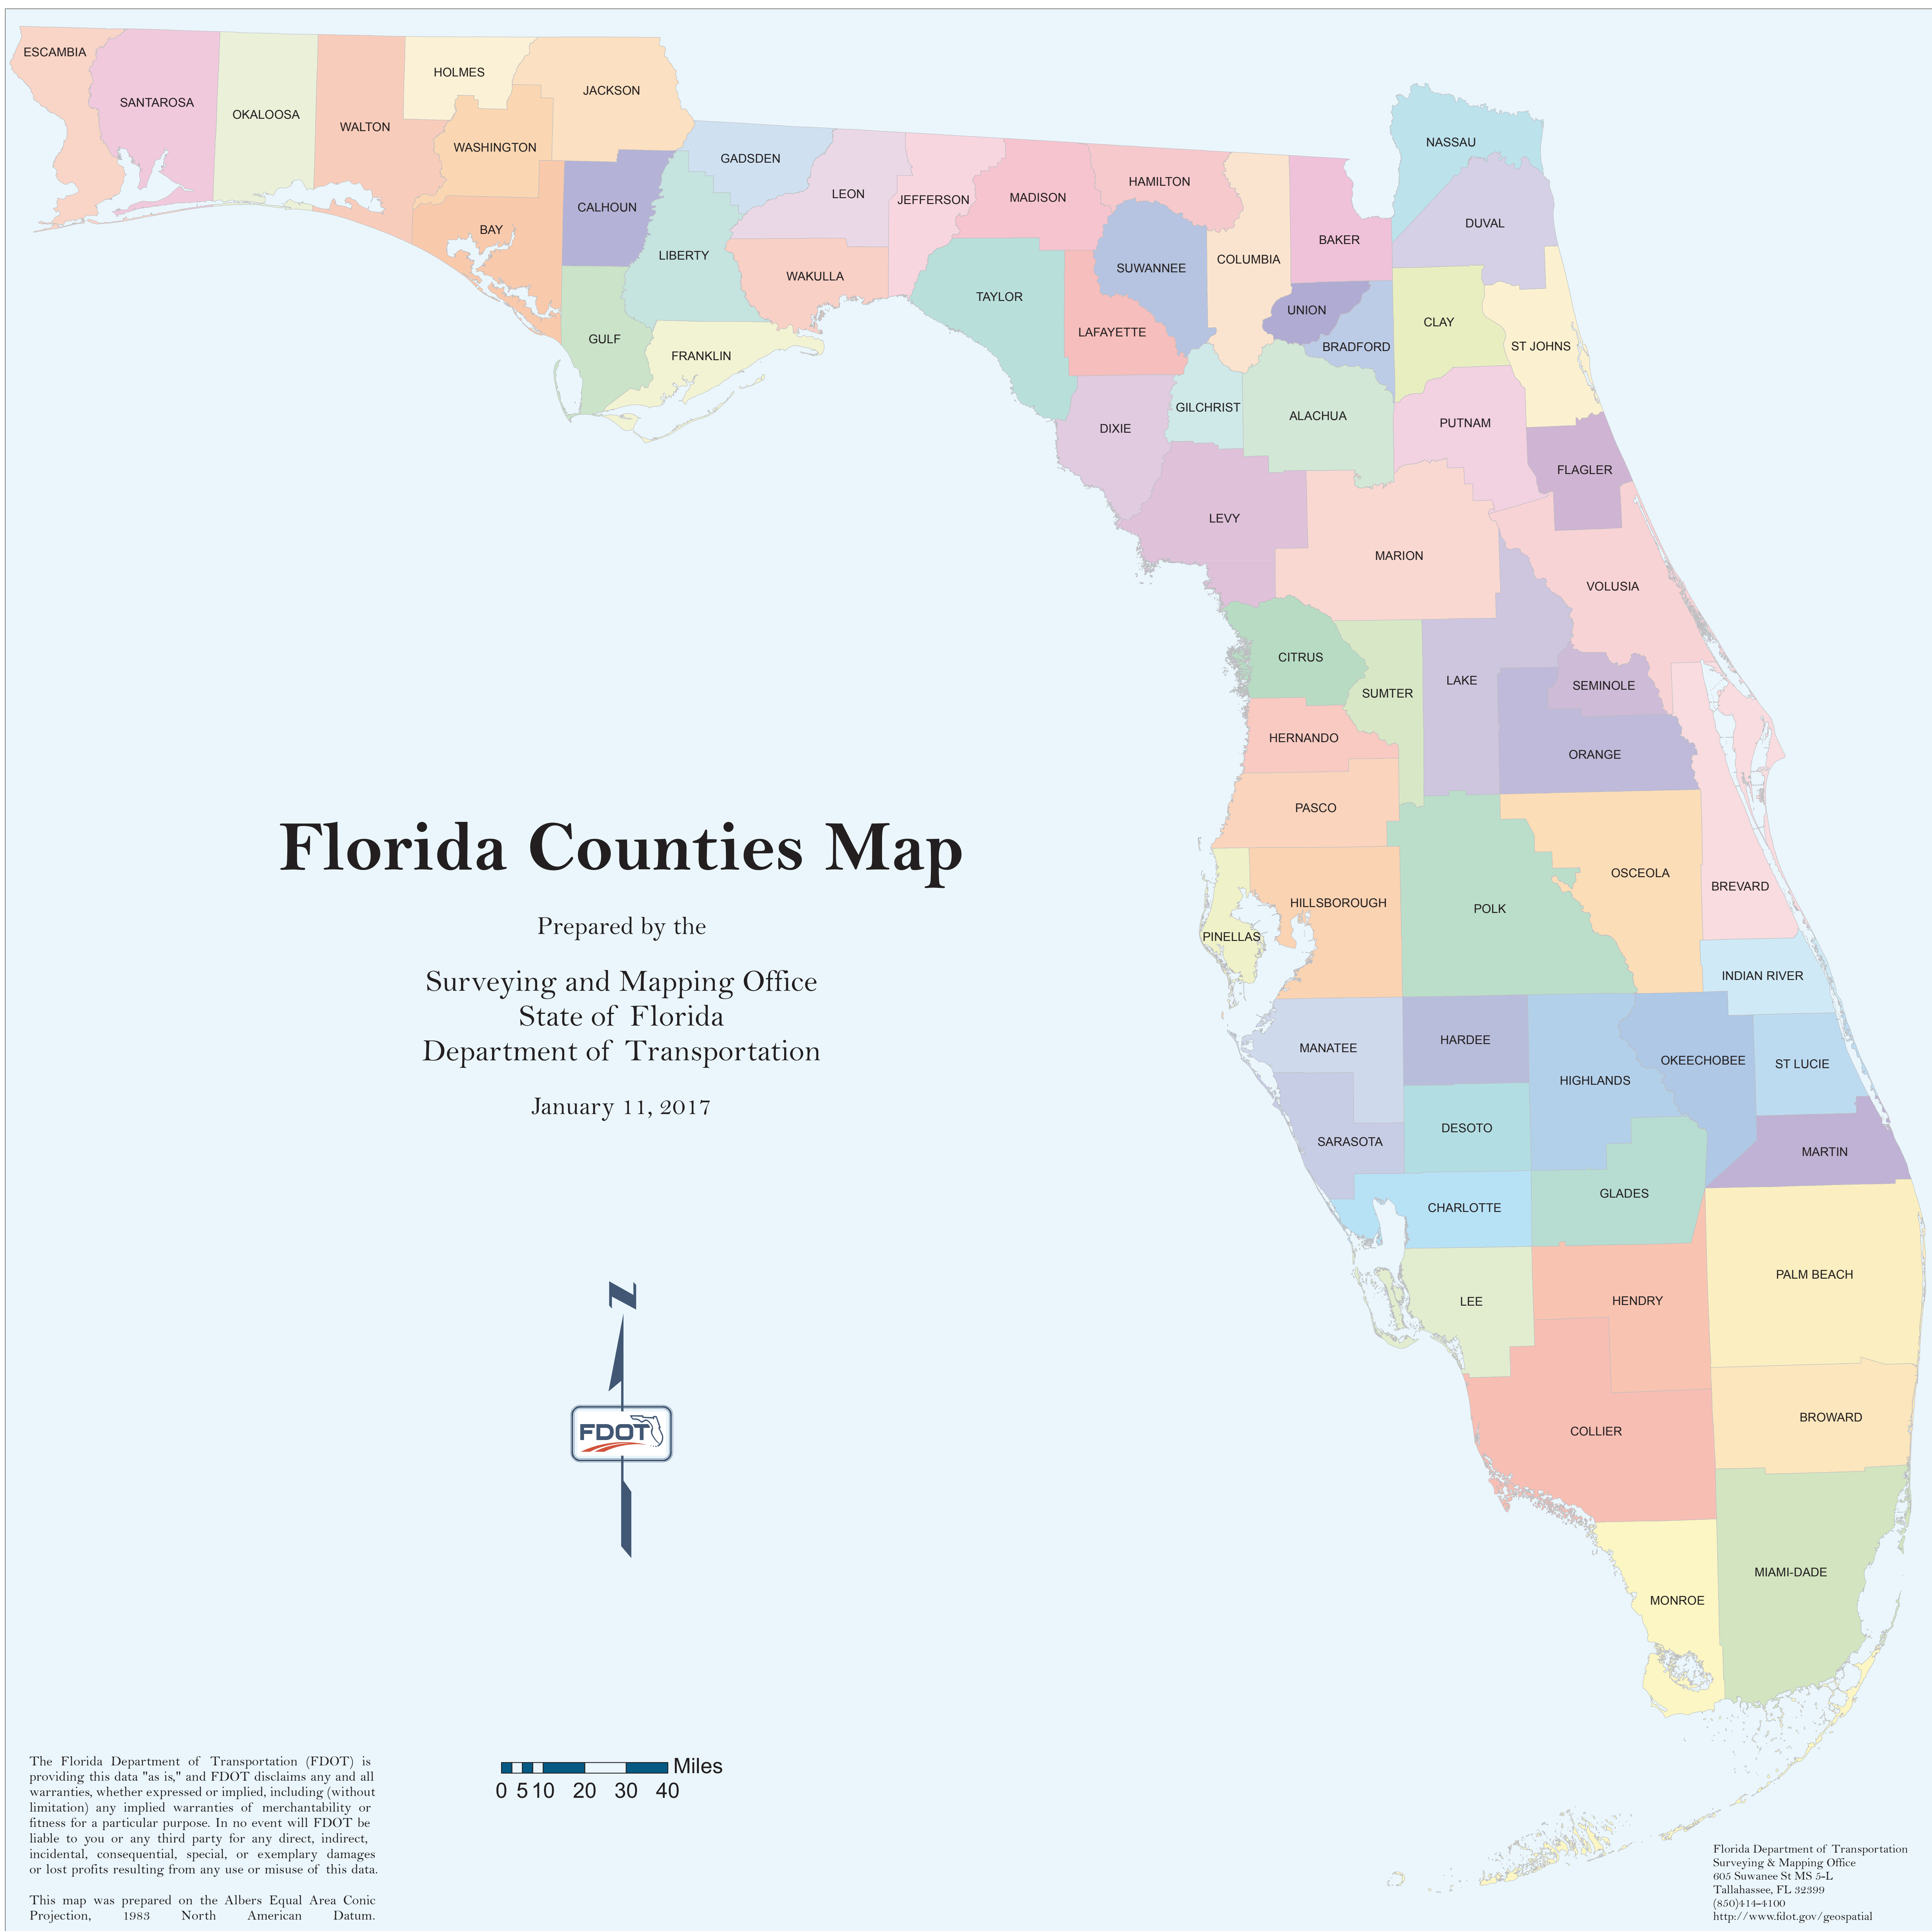 ESCAMBIA
SANTAROSA
OKALOOSA
WALTON
HOLMES
JACKSON
WASHINGTON
BAY
CALHOUN
GADSDEN
LIBERTY
GULF
FRANKLIN
LEON
WAKULLA
JEFFERSON
MADISON
TAYLOR
HAMILTON
SUWANNEE
LAFAYETTE
COLUMBIA
BAKER
NASSAU
DUVAL
UNION
BRADFORD
CLAY
ST JOHNS
DIXIE
GILCHRIST
ALACHUA
PUTNAM
FLAGLER
LEVY
MARION
VOLUSIA
CITRUS
SUMTER
LAKE
SEMINOLE
HERNANDO
ORANGE
PASCO
OSCEOLA
BREVARD
HILLSBOROUGH
POLK
PINELLAS
INDIAN RIVER
MANATEE
HARDEE
HIGHLANDS
OKEECHOBEE
ST LUCIE
SARASOTA
DESOTO
MARTIN
CHARLOTTE
GLADES
LEE
HENDRY
PALM BEACH
COLLIER
BROWARD
MONROE
MIAMI-DADE
Florida Counties Map
Prepared by the
Surveying and Mapping Office
State of Florida
Department of Transportation
January 11, 2017
N
FDOT
Miles
0 5 10 20 30 40
The Florida Department of Transportation (FDOT) is
providing this data "as is," and FDOT disclaims any and all
warranties, whether expressed or implied, including (without
limitation) any implied warranties of merchantability or
fitness for a particular purpose. In no event will FDOT be
liable to you or any third party for any direct, indirect,
incidental, consequential, special, or exemplary damages
or lost profits resulting from any use or misuse of this data.
This map was prepared on the Albers Equal Area Conic
Projection, 1983 North American Datum.
Florida Department of Transportation
Surveying & Mapping Office
605 Suwanee St MS 5-L
Tallahassee, FL 32399
(850)414-4100
http://www.fdot.gov/geospatial